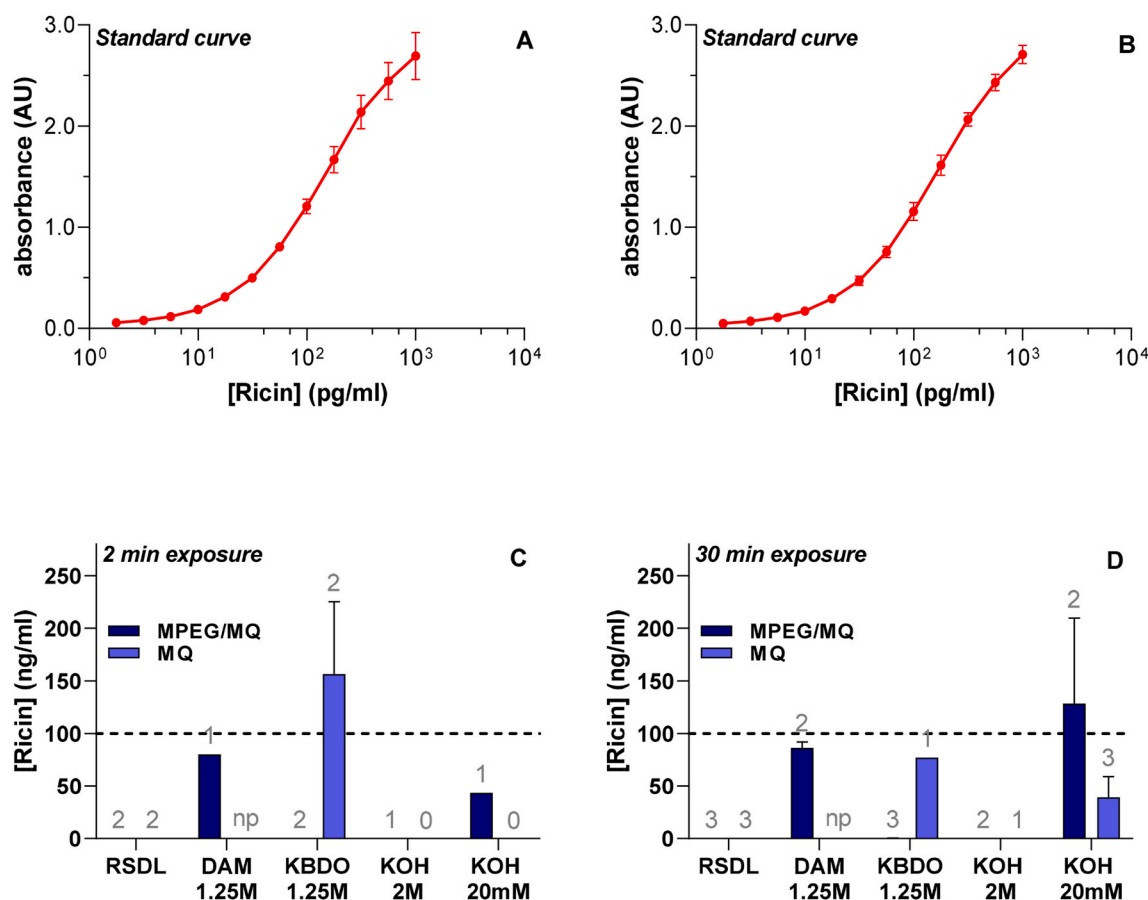 Standard curve
A
absorbance (AU)
3.0
2.0
1.0
0.0
10⁰ 10¹ 10² 10³ 10⁴
[Ricin] (pg/ml)
Standard curve
B
absorbance (AU)
3.0
2.0
1.0
0.0
10⁰ 10¹ 10² 10³ 10⁴
[Ricin] (pg/ml)
2 min exposure
C
[Ricin] (ng/ml)
250
200
150
100
50
0
MPEG/MQ
MQ
2 2 1 np 2 2 1 0 1 0
RSDL DAM KBDO KOH KOH
1.25M 1.25M 2M 20mM
30 min exposure
D
[Ricin] (ng/ml)
250
200
150
100
50
0
MPEG/MQ
MQ
3 3 2 np 3 1 2 1 2 3
RSDL DAM KBDO KOH KOH
1.25M 1.25M 2M 20mM